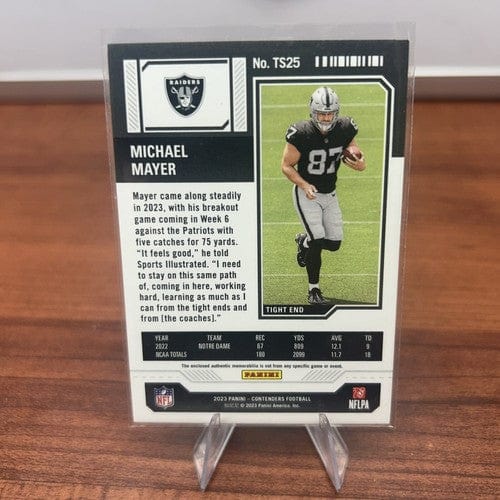 No. TS25
RAIDERS
MICHAEL
MAYER
87
Mayer came along steadily
in 2023, with his breakout
game coming in Week 6
against the Patriots with
five catches for 75 yards.
"It feels good," he told
Sports Illustrated. "I need
to stay on this same path
of, coming in here, working
hard, learning as much as I
can from the tight ends and
from [the coaches]."
TIGHT END
YEAR TEAM REC YDS AVG TD
2022 NOTRE DAME 67 809 12.1 9
NCAA TOTALS 180 2099 11.7 18
The enclosed authentic memorabilia is not from any specific game or event.
PANINI
NFL
2023 PANINI - CONTENDERS FOOTBALL
© 2023 Panini America, Inc.
NFLPA